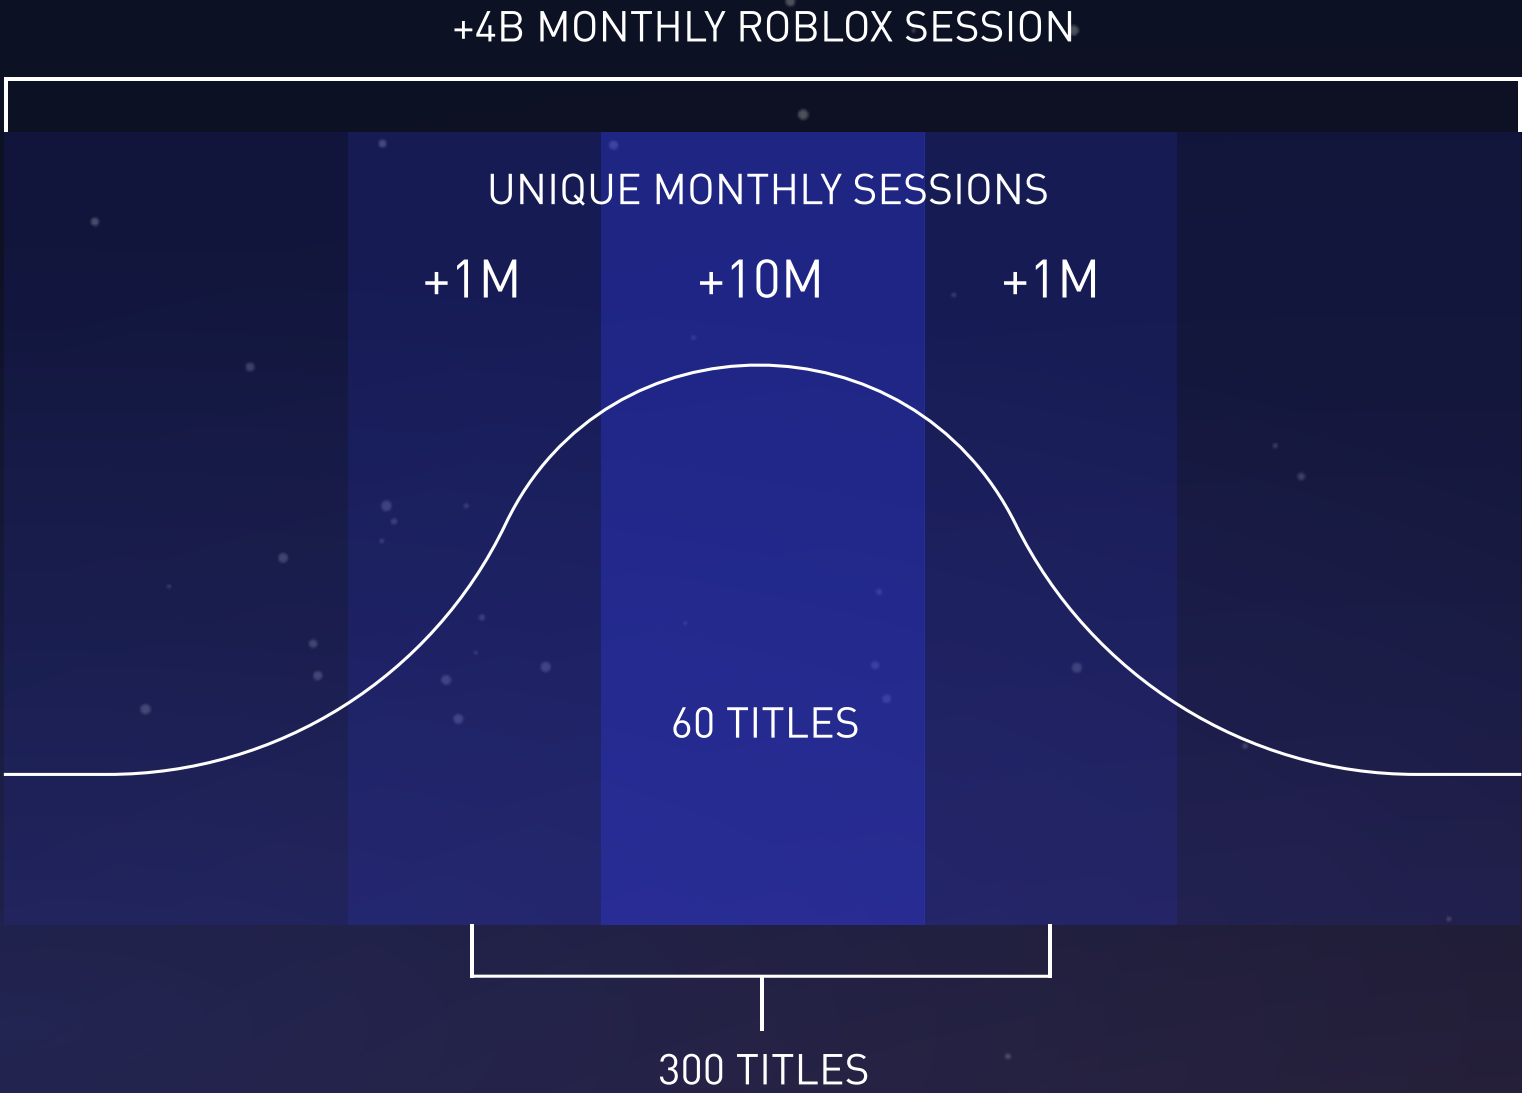 +4B MONTHLY ROBLOX SESSION
UNIQUE MONTHLY SESSIONS
+1M +10M +1M
60 TITLES
300 TITLES